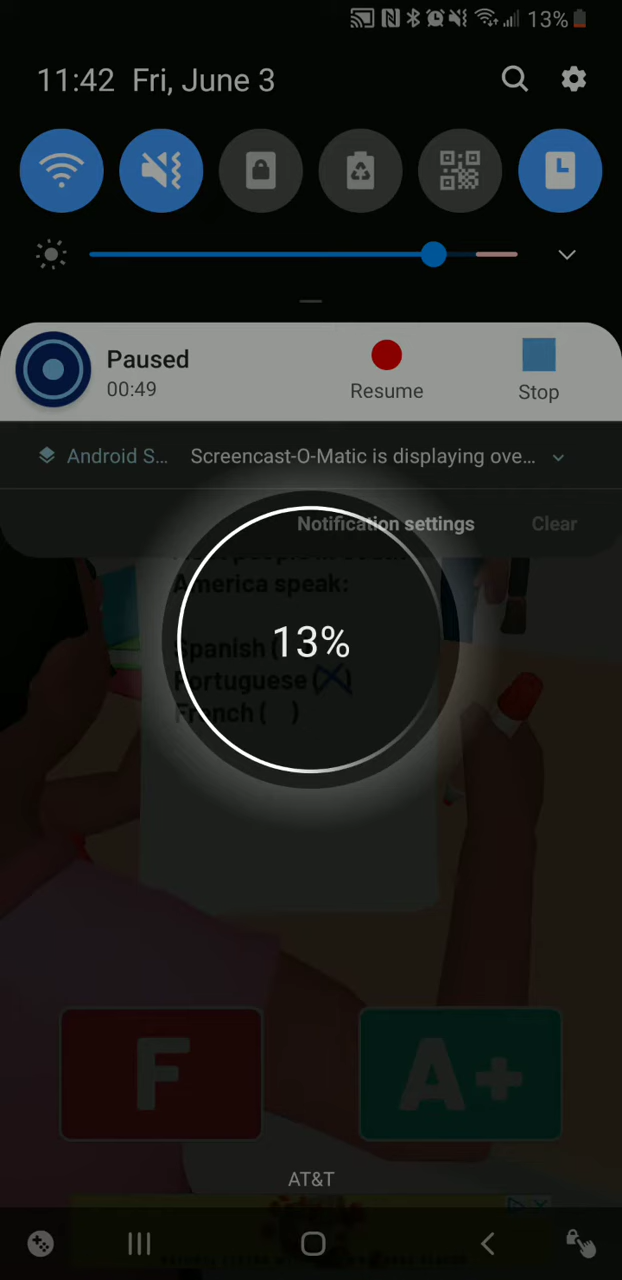 13%
11:42 Fri, June 3
Paused
00:49
Resume
Stop
Android S... Screencast-O-Matic is displaying ove...
Notification settings
Clear
America speak:
Spanish (
13%
Portuguese (X)
French ( )
F
A+
AT&T